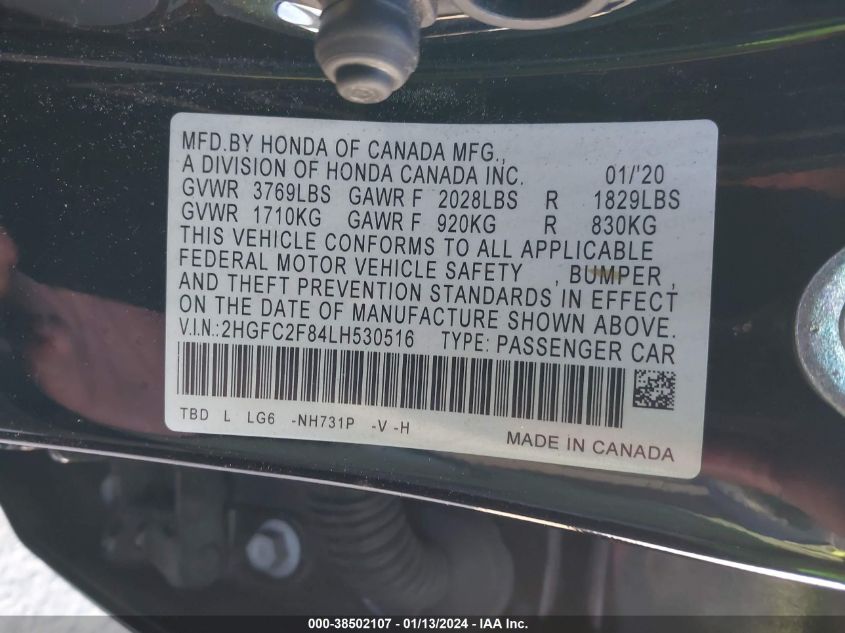 MFD.BY HONDA OF CANADA MFG.,
A DIVISION OF HONDA CANADA INC. 01/'20
GVWR 3769LBS GAWR F 2028LBS R 1829LBS
GVWR 1710KG GAWR F 920KG R 830KG
THIS VEHICLE CONFORMS TO ALL APPLICABLE
FEDERAL MOTOR VEHICLE SAFETY , BUMPER ,
AND THEFT PREVENTION STANDARDS IN EFFECT
ON THE DATE OF MANUFACTURE SHOWN ABOVE.
V.I.N.:2HGFC2F84LH530516 TYPE: PASSENGER CAR
TBD L LG6 -NH731P -V -H
MADE IN CANADA
000-38502107 - 01/13/2024 - IAA Inc.